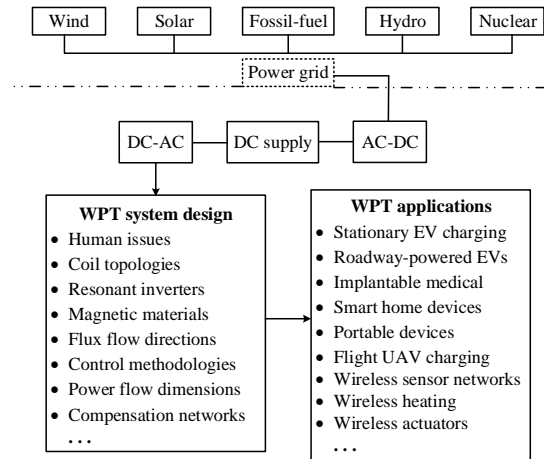 Wind
Solar
Fossil-fuel
Hydro
Nuclear
Power grid
DC-AC
DC supply
AC-DC
WPT system design
• Human issues
• Coil topologies
• Resonant inverters
• Magnetic materials
• Flux flow directions
• Control methodologies
• Power flow dimensions
• Compensation networks
• . . .
WPT applications
• Stationary EV charging
• Roadway-powered EVs
• Implantable medical
• Smart home devices
• Portable devices
• Flight UAV charging
• Wireless sensor networks
• Wireless heating
• Wireless actuators
• . . .